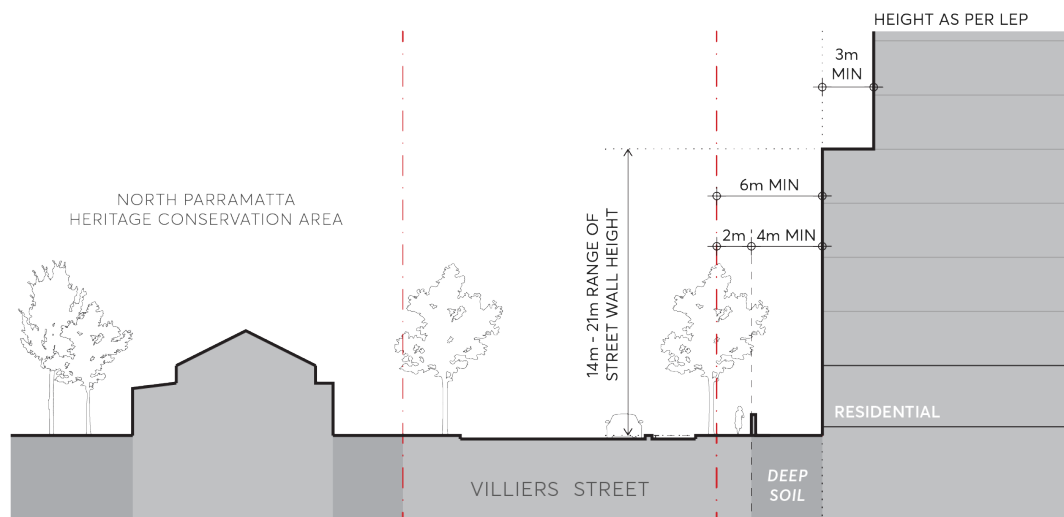 HEIGHT AS PER LEP
3m
MIN
6m MIN
NORTH PARRAMATTA
HERITAGE CONSERVATION AREA
2m
4m MIN
14m - 21m RANGE OF
STREET WALL HEIGHT
RESIDENTIAL
VILLIERS STREET
DEEP
SOIL